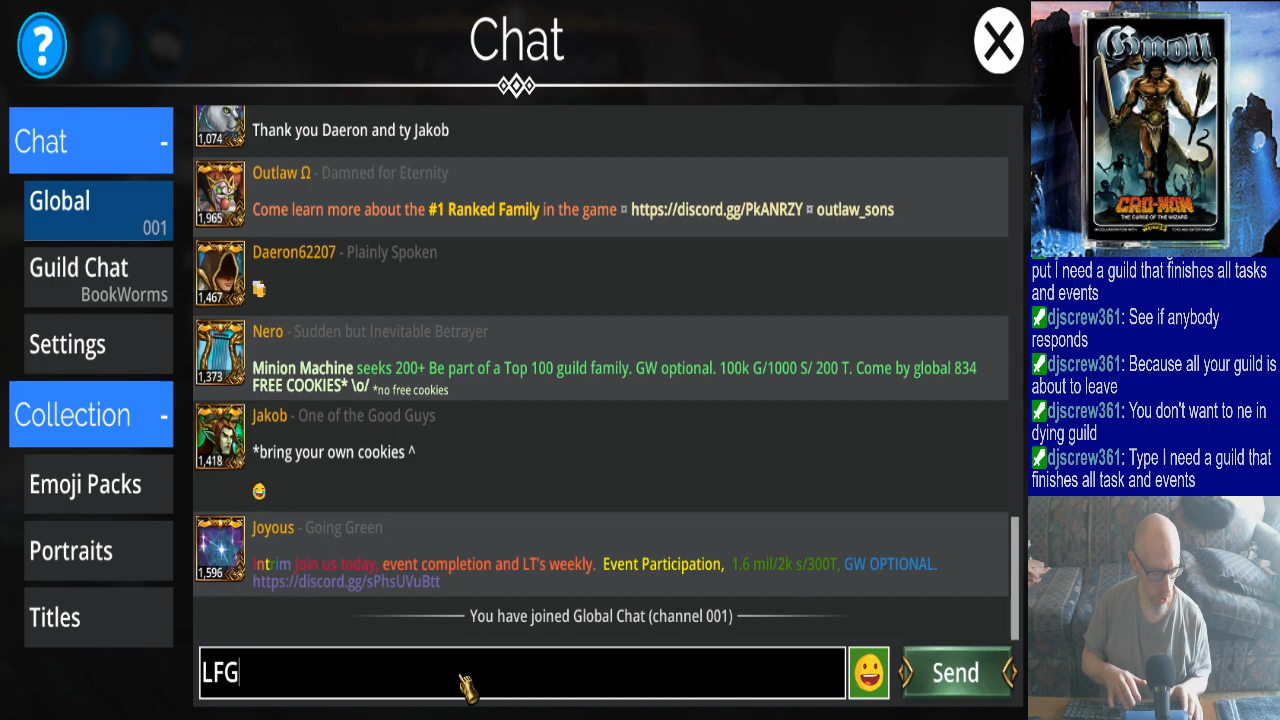 ?
Chat
X
Chat -
Global
001
Guild Chat
BookWorms
Settings
Collection -
Emoji Packs
Portraits
Titles
1,074
Thank you Daeron and ty Jakob
Outlaw Ω - Damned for Eternity
1,965
Come learn more about the #1 Ranked Family in the game ¤ https://discord.gg/PkANRZY ¤ outlaw_sons
Daeron62207 - Plainly Spoken
1,467
Nero - Sudden but Inevitable Betrayer
1,373
Minion Machine seeks 200+ Be part of a Top 100 guild family. GW optional. 100k G/1000 S/ 200 T. Come by global 834
FREE COOKIES* \o/ *no free cookies
Jakob - One of the Good Guys
1,418
*bring your own cookies ^
Joyous - Going Green
1,596
Intrim Join us today, event completion and LT's weekly. Event Participation, 1.6 mil/2k s/300T, GW OPTIONAL.
https://discord.gg/sPhsUVuBtt
You have joined Global Chat (channel 001)
LFG
Send
Gnoll
CRO-MON
THE CURSE OF THE WIZARD
put I need a guild that finishes all tasks
and events
djscrew361: See if anybody
responds
djscrew361: Because all your guild is
about to leave
djscrew361: You don't want to ne in
dying guild
djscrew361: Type I need a guild that
finishes all task and events